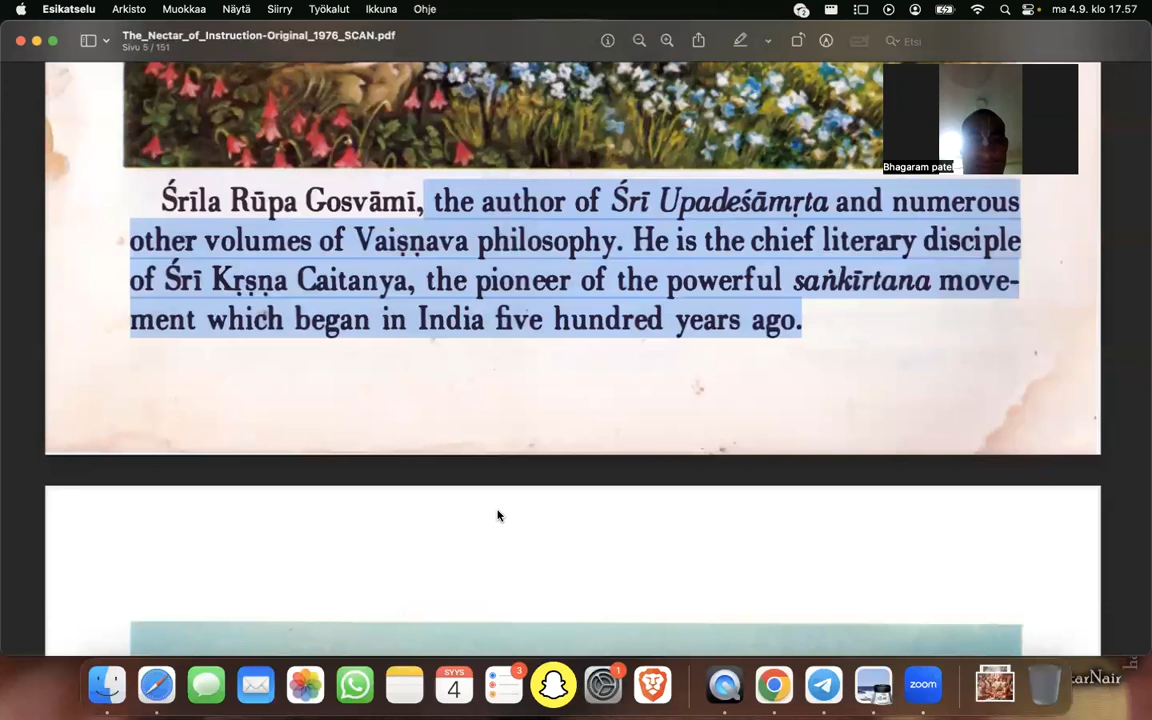 Esikatselu Arkisto Muokkaa Näytä Siirry Työkalut Ikkuna Ohje 2 ma 4.9. klo 17.57
The_Nectar_of_Instruction-Original_1976_SCAN.pdf
Sivu 5 / 151
Etsi
Bhagaram patel
Śrīla Rūpa Gosvāmī, the author of Śrī Upadeśāmṛta and numerous
other volumes of Vaiṣṇava philosophy. He is the chief literary disciple
of Śrī Kṛṣṇa Caitanya, the pioneer of the powerful saṅkīrtana move-
ment which began in India five hundred years ago.
SYYS
4
3
1
zoom